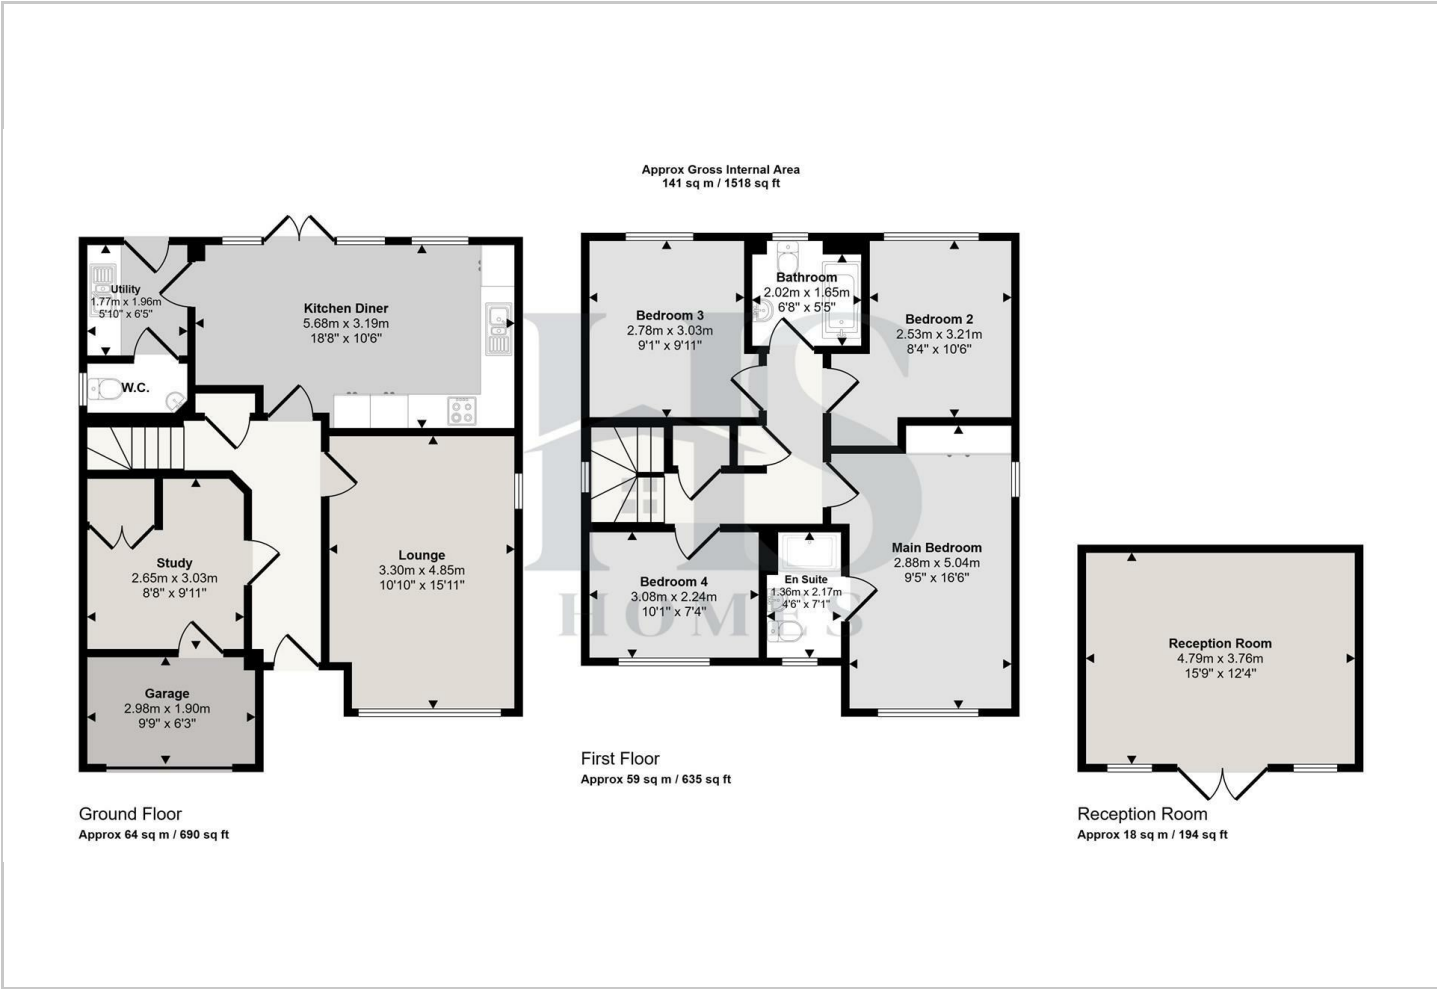 Approx Gross Internal Area
141 sq m / 1518 sq ft
Utility
1.77m x 1.96m
5'10" x 6'5"
Kitchen Diner
5.68m x 3.19m
18'8" x 10'6"
W.C.
Study
2.65m x 3.03m
8'8" x 9'11"
Lounge
3.30m x 4.85m
10'10" x 15'11"
Garage
2.98m x 1.90m
9'9" x 6'3"
Ground Floor
Approx 64 sq m / 690 sq ft
Bedroom 3
2.78m x 3.03m
9'1" x 9'11"
Bathroom
2.02m x 1.65m
6'8" x 5'5"
Bedroom 2
2.53m x 3.21m
8'4" x 10'6"
Bedroom 4
3.08m x 2.24m
10'1" x 7'4"
En Suite
1.36m x 2.17m
4'6" x 7'1"
Main Bedroom
2.88m x 5.04m
9'5" x 16'6"
HS
HOMES
First Floor
Approx 59 sq m / 635 sq ft
Reception Room
4.79m x 3.76m
15'9" x 12'4"
Reception Room
Approx 18 sq m / 194 sq ft